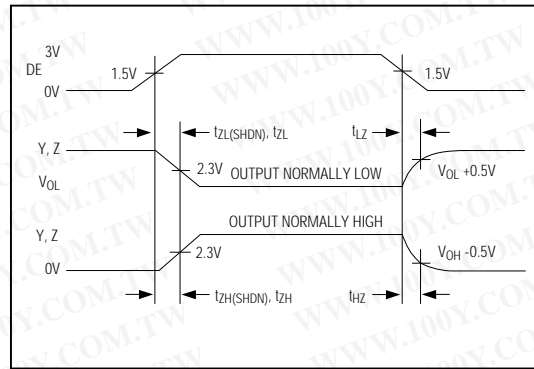 3V
DE
1.5V
1.5V
0V
tZL(SHDN), tZL
tLZ
Y, Z
2.3V
OUTPUT NORMALLY LOW
VOL +0.5V
VOL
OUTPUT NORMALLY HIGH
Y, Z
2.3V
VOH -0.5V
0V
tZH(SHDN), tZH
tHZ
WWW.100Y.COM.TW